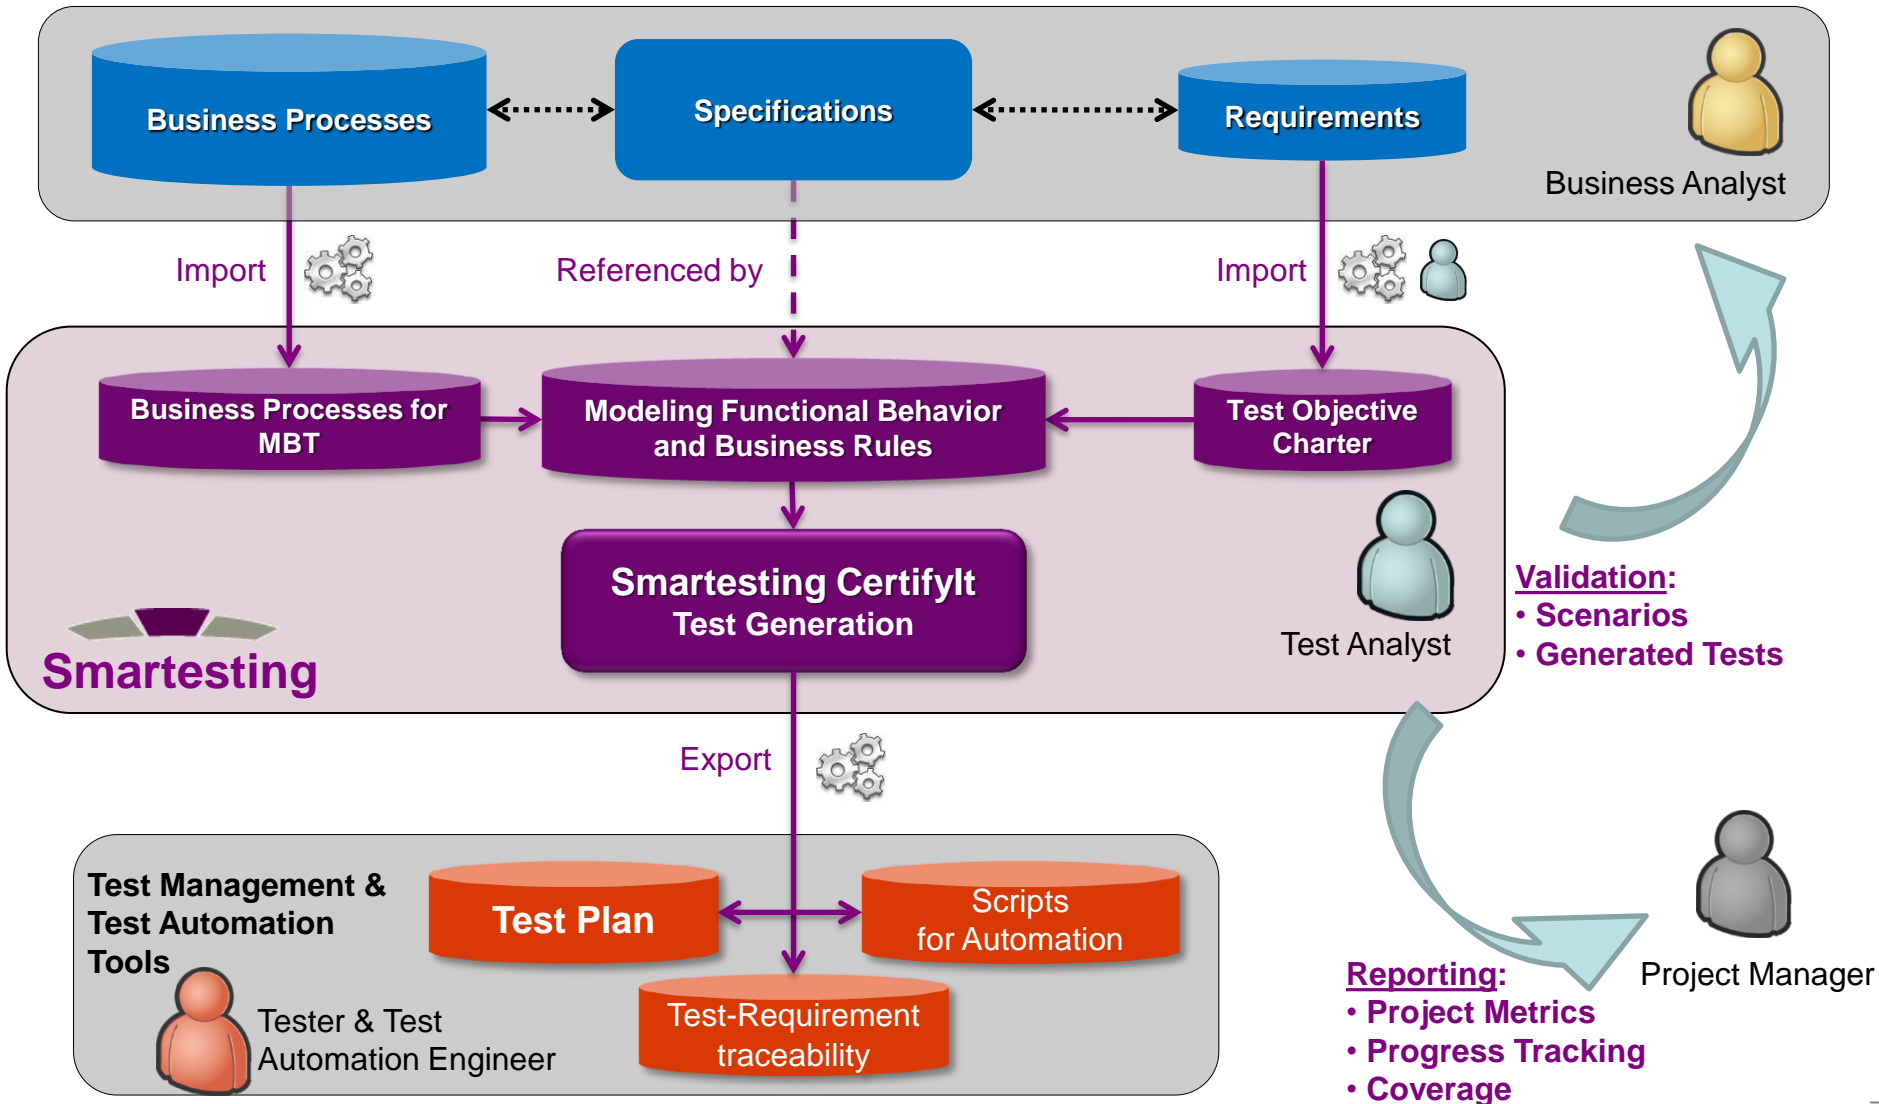 Business Processes
Specifications
Requirements
Business Analyst
Import
Referenced by
Import
Business Processes for
MBT
Modeling Functional Behavior
and Business Rules
Test Objective
Charter
Smartesting CertifyIt
Test Generation
Test Analyst
Smartesting
Validation:
• Scenarios
• Generated Tests
Export
Test Management &
Test Automation
Tools
Test Plan
Scripts
for Automation
Test-Requirement
traceability
Tester & Test
Automation Engineer
Project Manager
Reporting:
• Project Metrics
• Progress Tracking
• Coverage